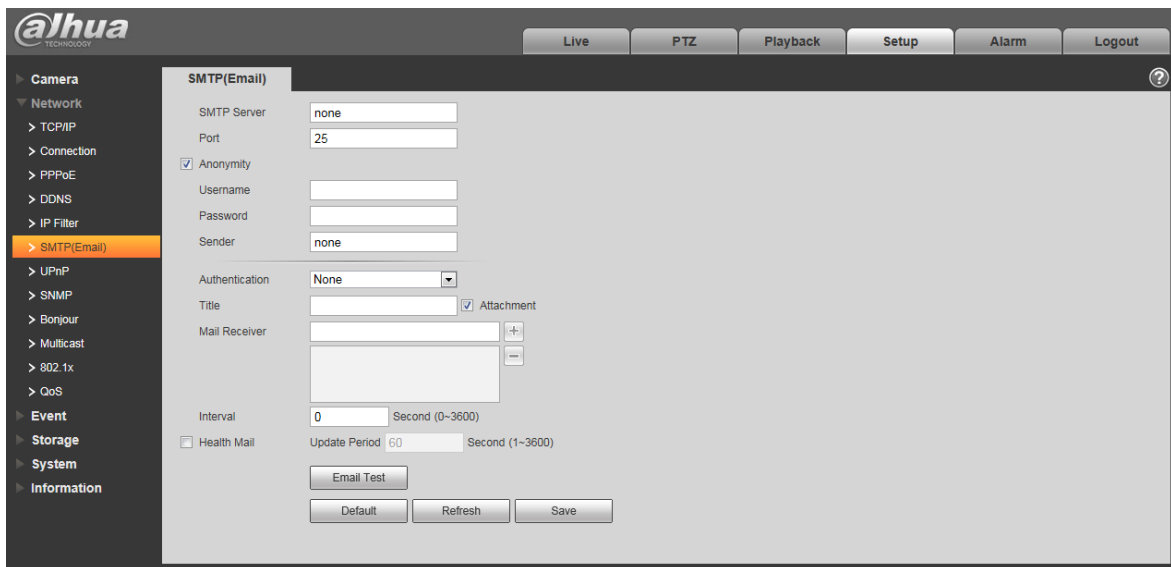 alhua
TECHNOLOGY
Live PTZ Playback Setup Alarm Logout
Camera
Network
> TCP/IP
> Connection
> PPPoE
> DDNS
> IP Filter
> SMTP(Email)
> UPnP
> SNMP
> Bonjour
> Multicast
> 802.1x
> QoS
Event
Storage
System
Information
SMTP(Email)
?
SMTP Server none
Port 25
Anonymity
Username
Password
Sender none
Authentication None
Title Attachment
Mail Receiver +
−
Interval 0 Second (0~3600)
Health Mail Update Period 60 Second (1~3600)
Email Test
Default Refresh Save